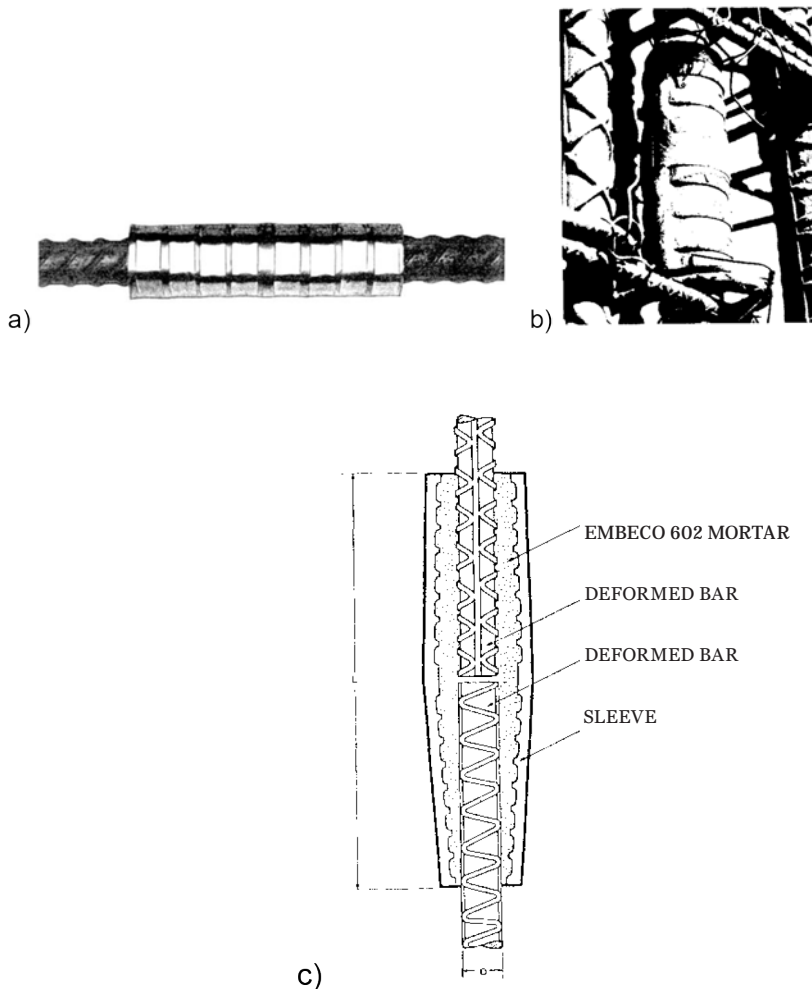 a)
b)
EMBECO 602 MORTAR
DEFORMED BAR
DEFORMED BAR
SLEEVE
L
D
c)